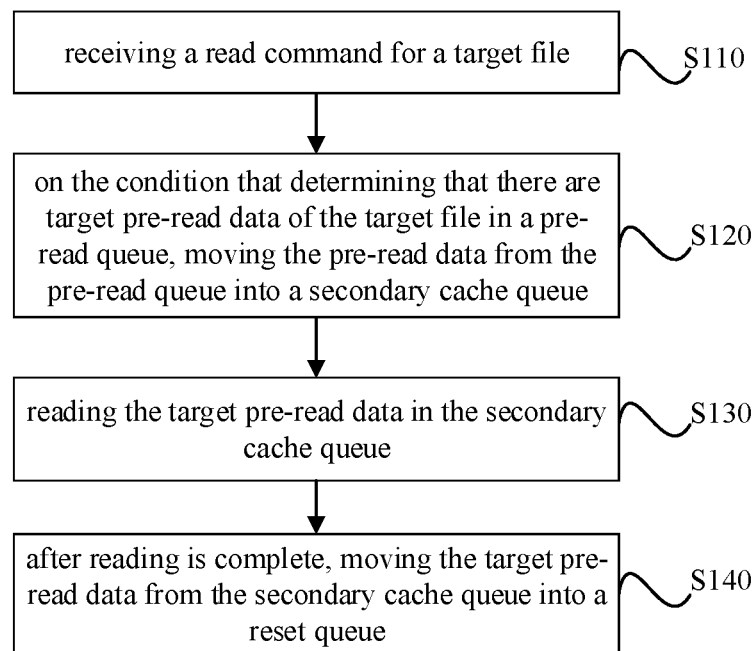 receiving a read command for a target file
S110
on the condition that determining that there are
target pre-read data of the target file in a pre-
read queue, moving the pre-read data from the
pre-read queue into a secondary cache queue
S120
reading the target pre-read data in the secondary
cache queue
S130
after reading is complete, moving the target pre-
read data from the secondary cache queue into a
reset queue
S140